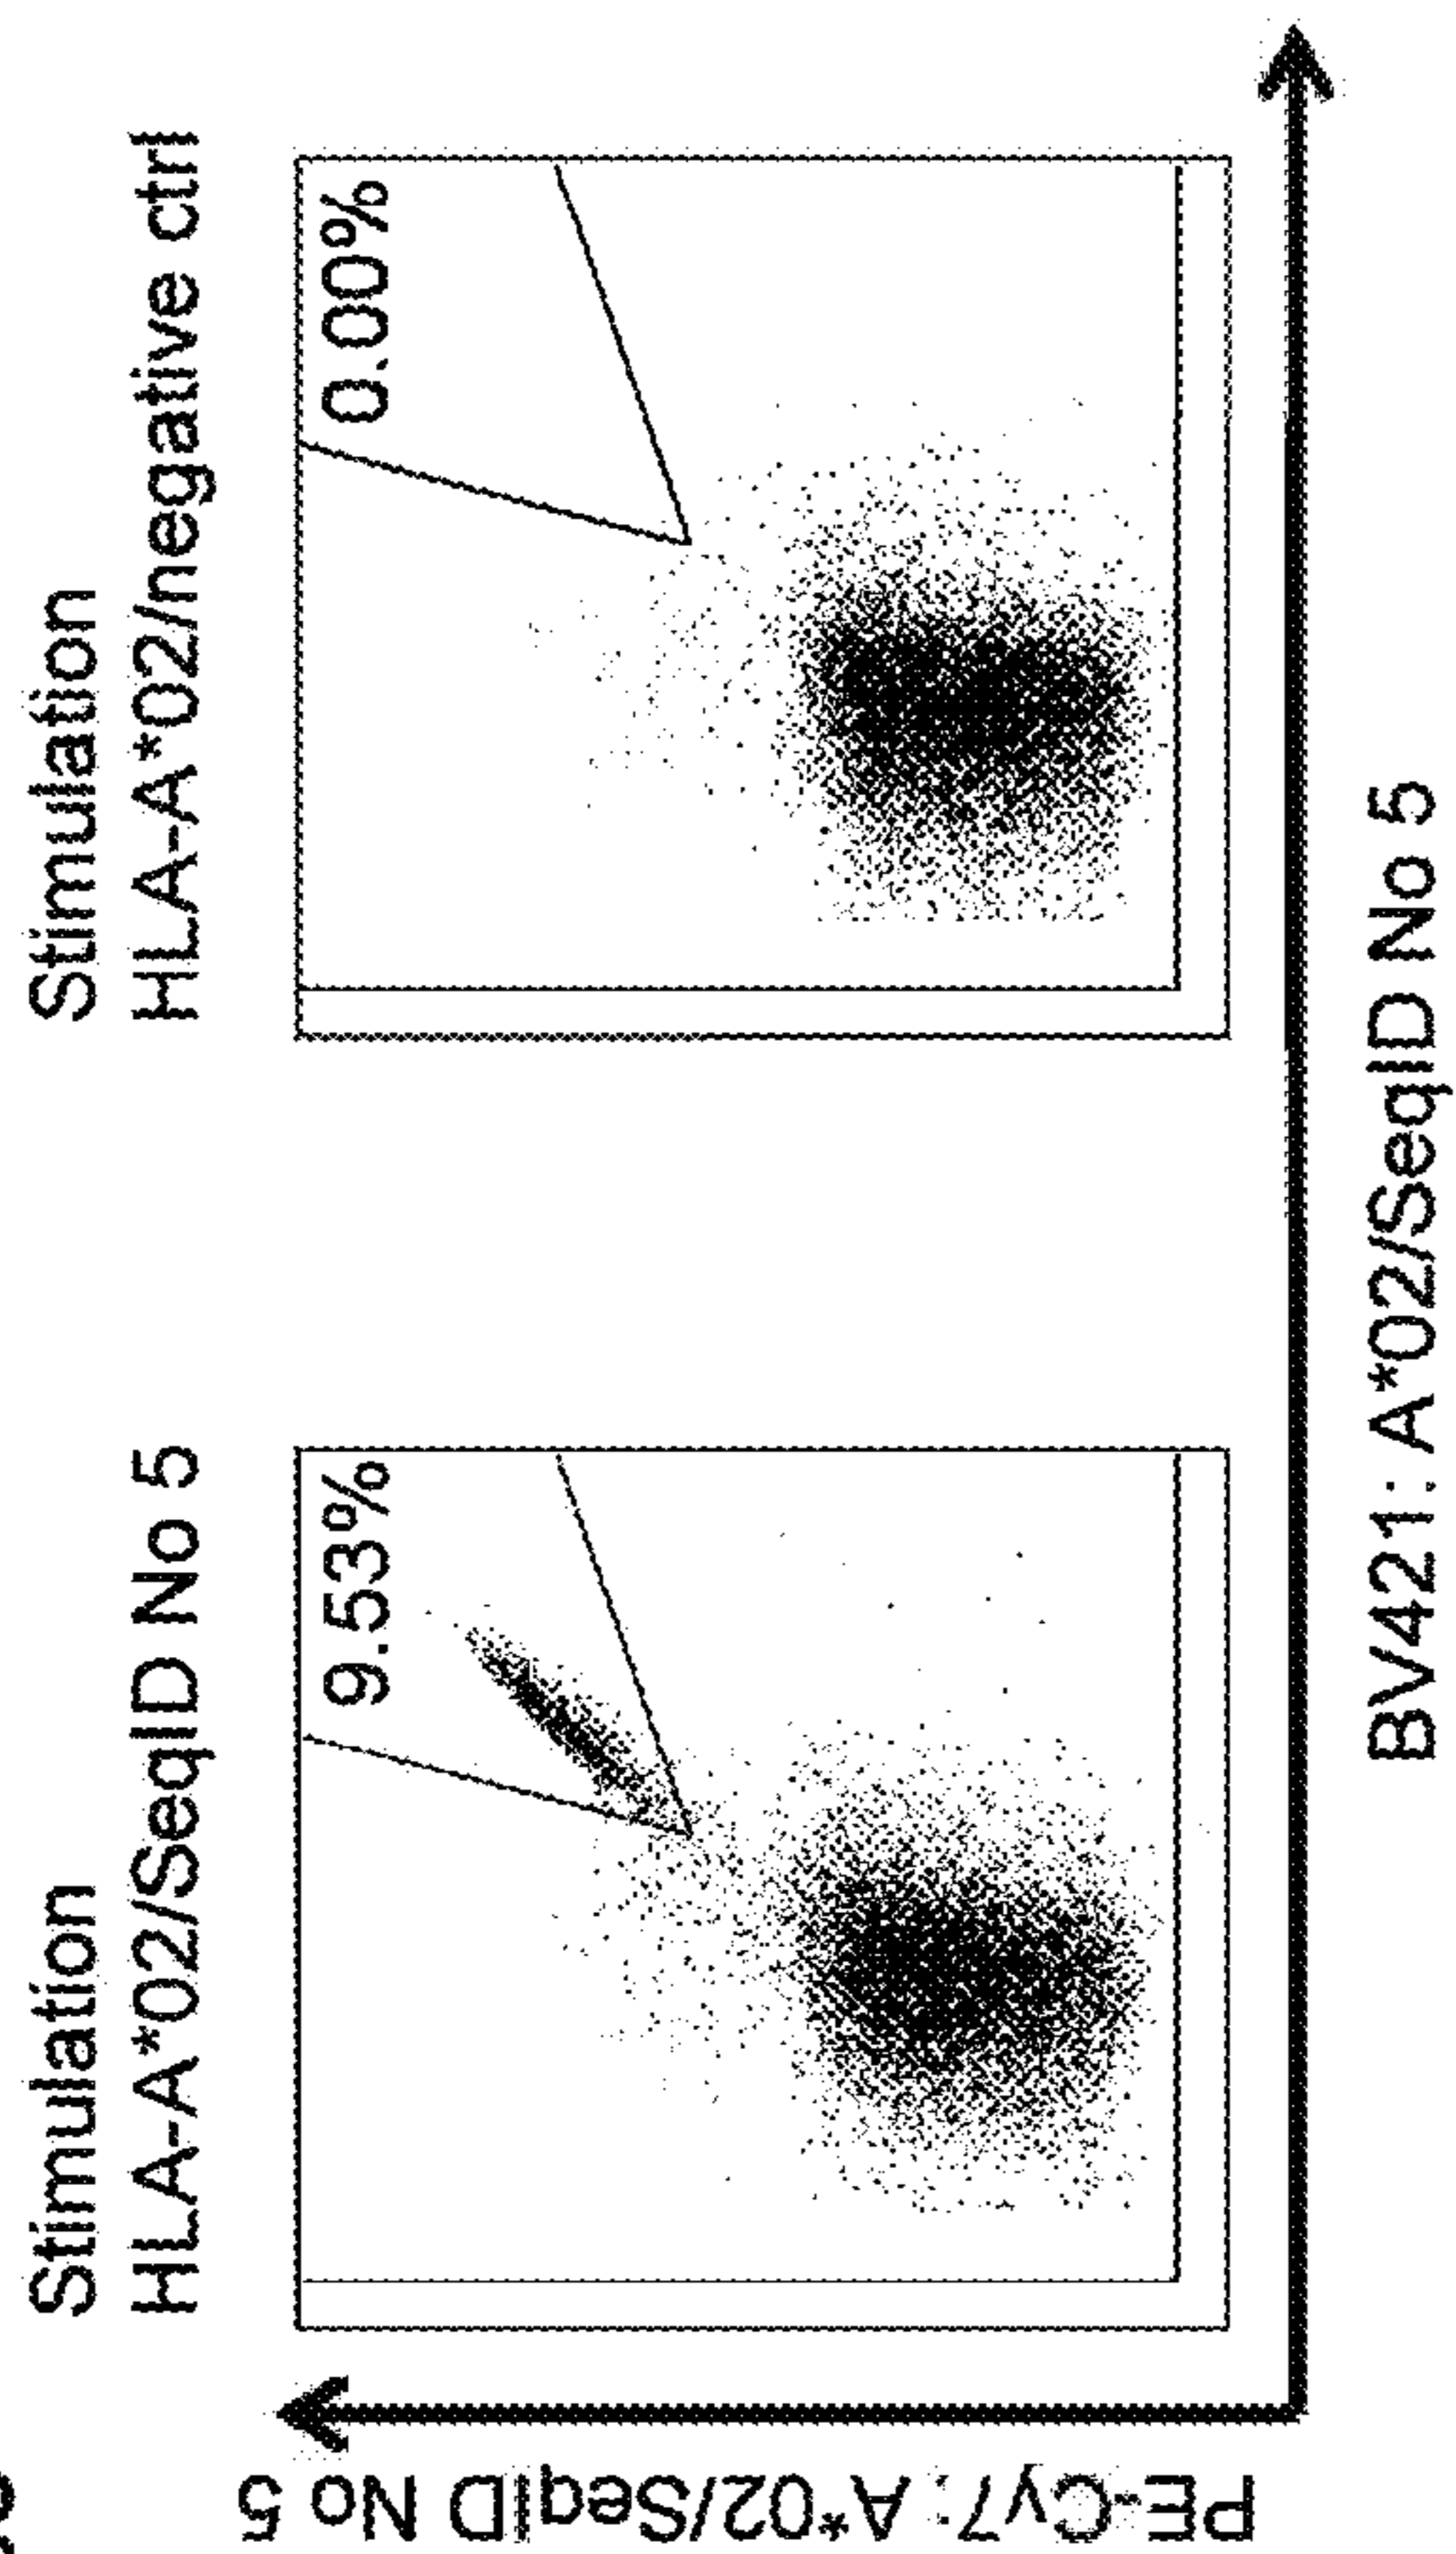 Stimulation
HLA-A*02/SeqID No 5
Stimulation
HLA-A*02/negative ctrl
9.53%
0.00%
PE-Cy7: A*02/SeqID No 5
BV421: A*02/SeqID No 5